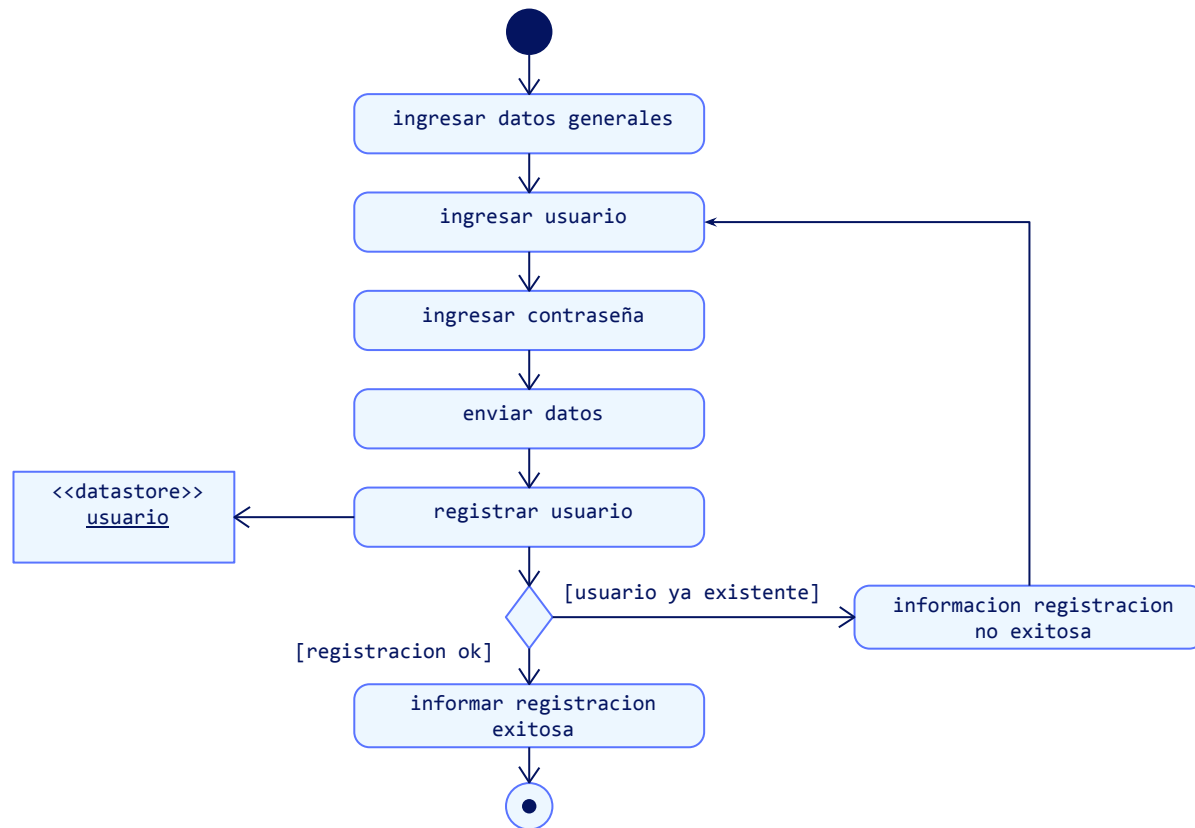 ingresar datos generales
ingresar usuario
ingresar contraseña
enviar datos
<<datastore>>
usuario
registrar usuario
[usuario ya existente]
informacion registracion
no exitosa
[registracion ok]
informar registracion
exitosa